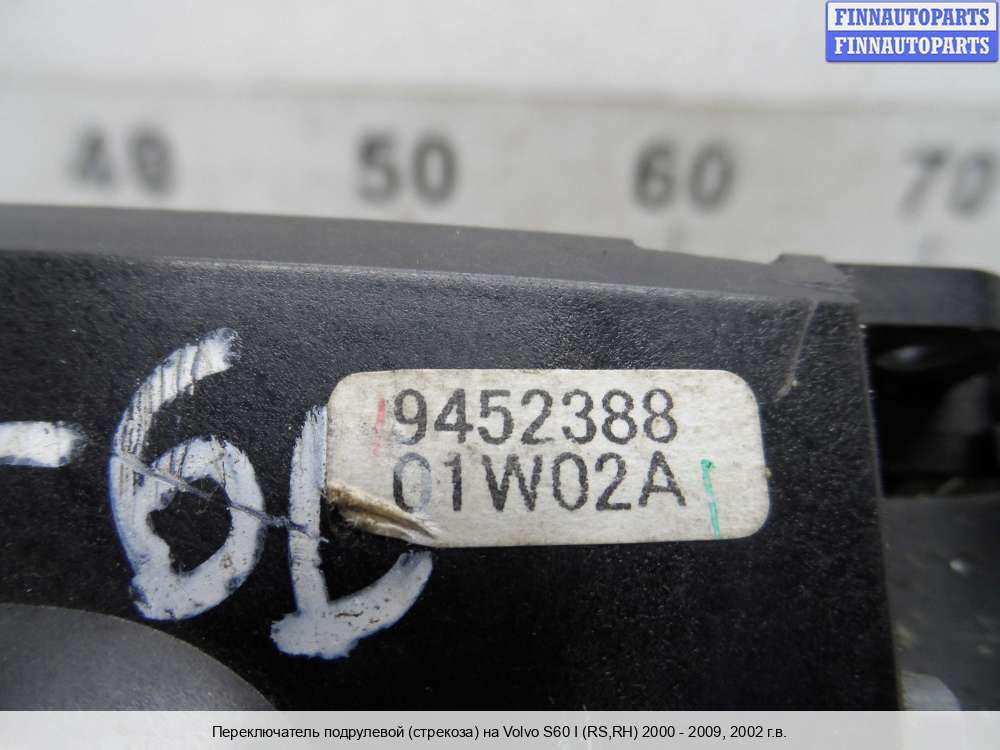 FINNAUTOPARTS
FINNAUTOPARTS
40 50 60 70
9452388
01W02A
Переключатель подрулевой (стрекоза) на Volvo S60 I (RS,RH) 2000 - 2009, 2002 г.в.